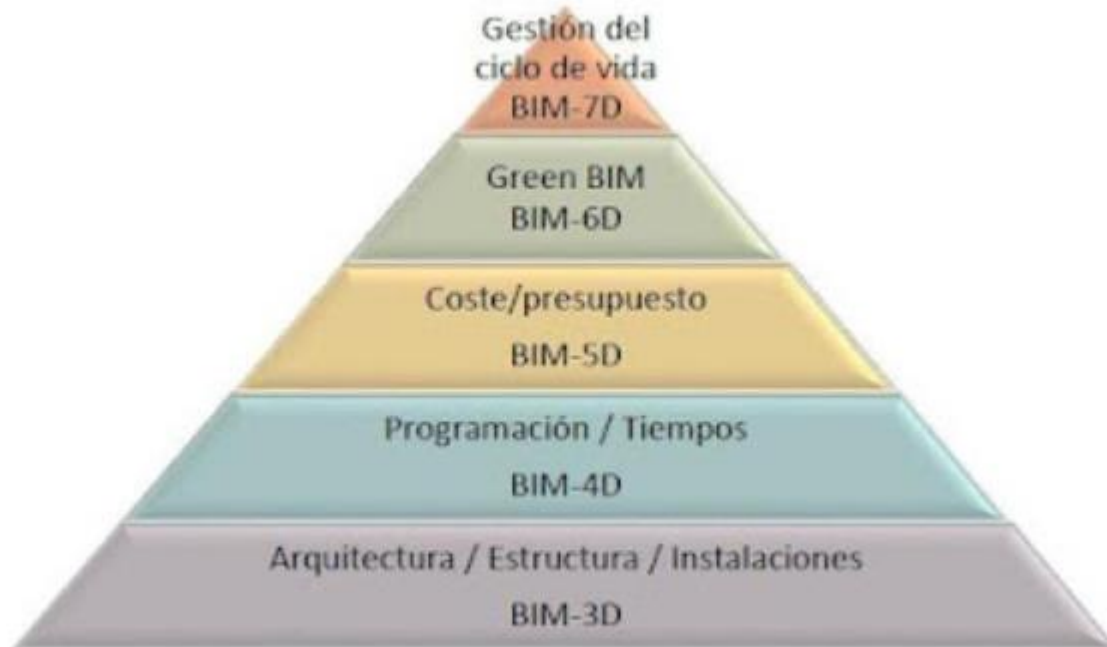 Gestión del
ciclo de vida
BIM-7D
Green BIM
BIM-6D
Coste/presupuesto
BIM-5D
Programación / Tiempos
BIM-4D
Arquitectura / Estructura / Instalaciones
BIM-3D